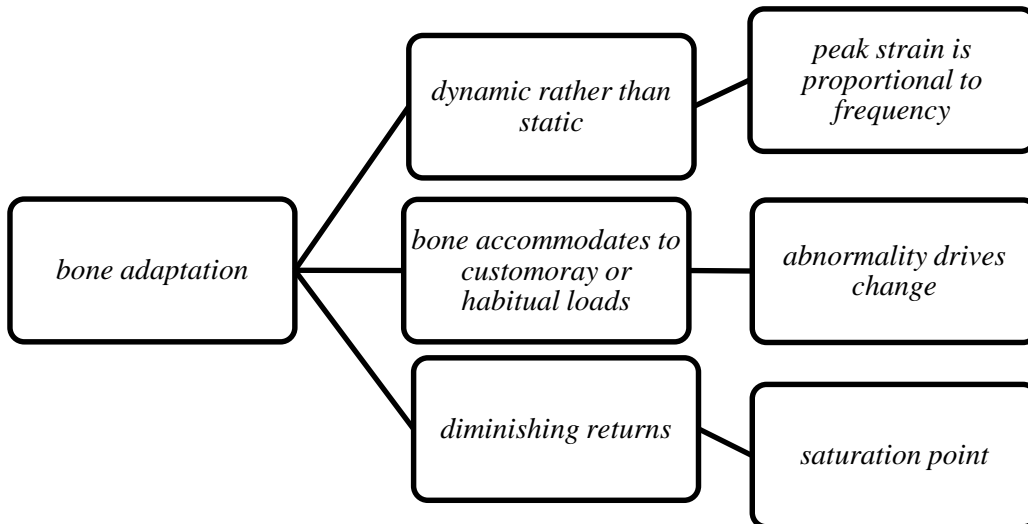 bone adaptation
dynamic rather than
static
peak strain is
proportional to
frequency
bone accommodates to
customoray or
habitual loads
abnormality drives
change
diminishing returns
saturation point